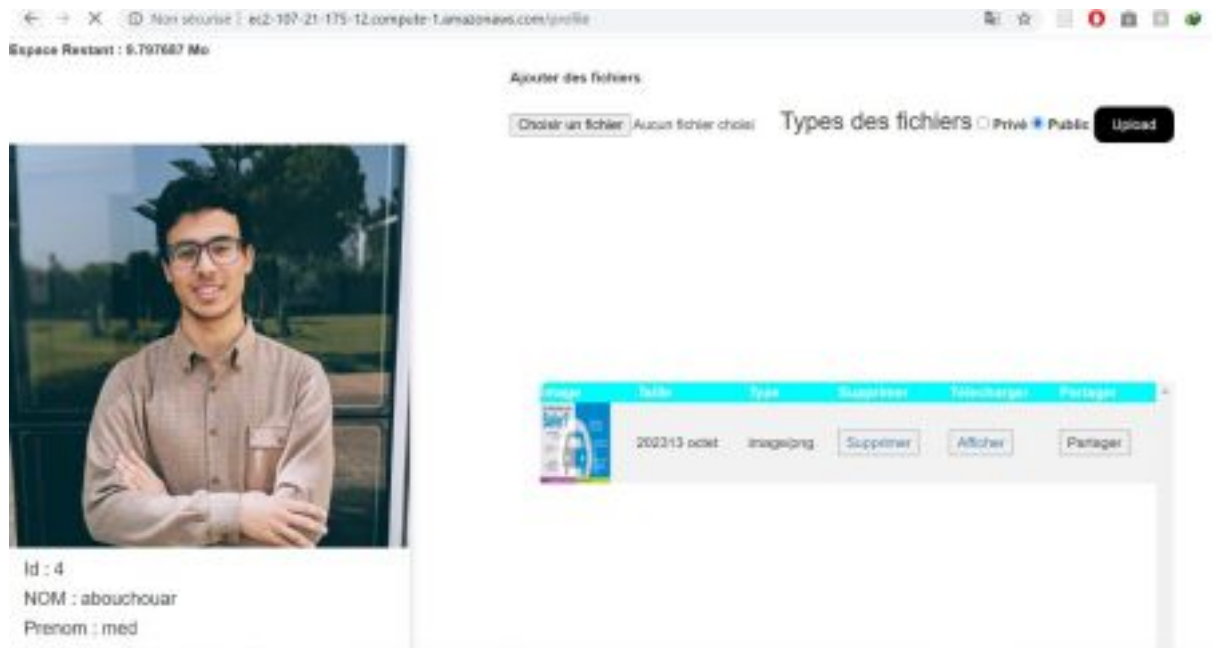 Non sécurisé | ec2-107-21-175-12.compute-1.amazonaws.com/profile
Espace Restant : 9.797687 Mo
Ajouter des fichiers
Choisir un fichier Aucun fichier choisi Types des fichiers Privé Public Upload
Image Taille Type Supprimer Télécharger Partager
202313 octet image/png Supprimer Afficher Partager
Id : 4
NOM : abouchouar
Prenom : med